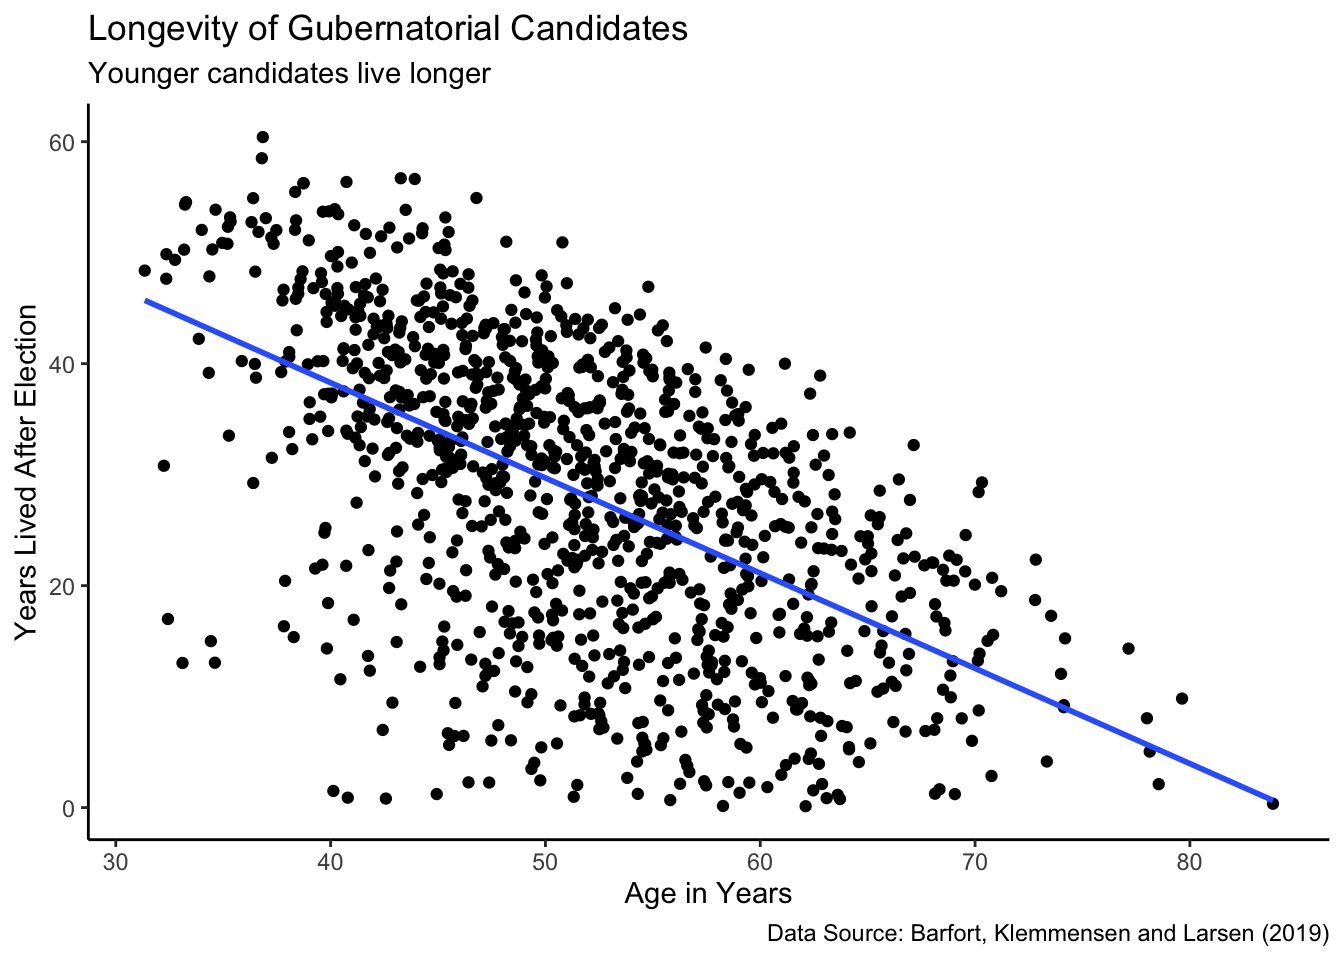 Longevity of Gubernatorial Candidates
Younger candidates live longer
Years Lived After Election
60
40
20
0
30 40 50 60 70 80
Age in Years
Data Source: Barfort, Klemmensen and Larsen (2019)